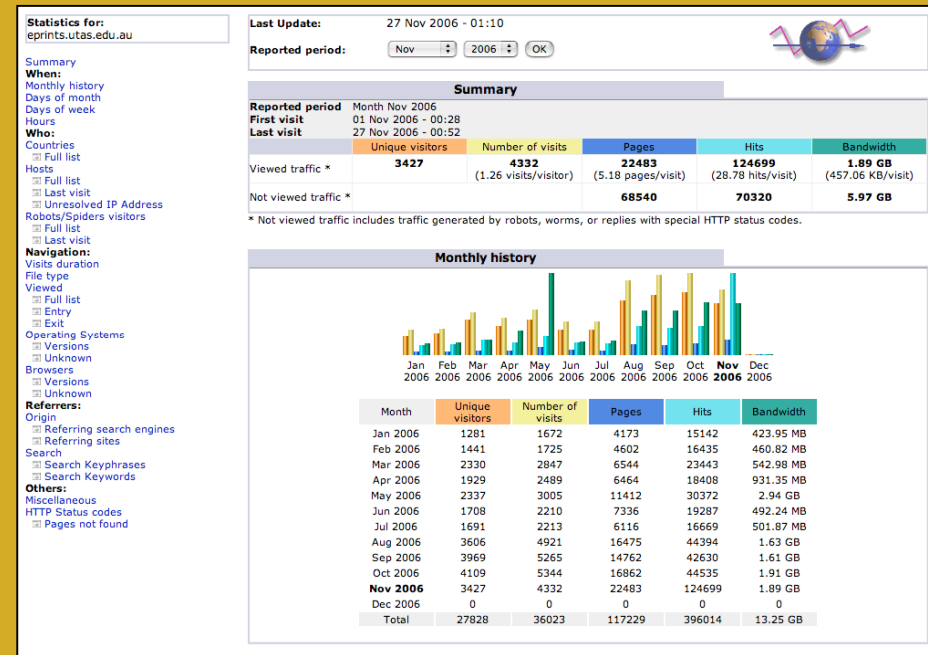 Statistics for:
eprints.utas.edu.au
Summary
When:
Monthly history
Days of month
Days of week
Hours
Who:
Countries
Full list
Hosts
Full list
Last visit
Unresolved IP Address
Robots/Spiders visitors
Full list
Last visit
Navigation:
Visits duration
File type
Viewed
Full list
Entry
Exit
Operating Systems
Versions
Unknown
Browsers
Versions
Unknown
Referrers:
Origin
Referring search engines
Referring sites
Search
Search Keyphrases
Search Keywords
Others:
Miscellaneous
HTTP Status codes
Pages not found
Last Update: 27 Nov 2006 - 01:10
Reported period: Nov 2006 OK
Summary
Reported period Month Nov 2006
First visit 01 Nov 2006 - 00:28
Last visit 27 Nov 2006 - 00:52
Unique visitors Number of visits Pages Hits Bandwidth
Viewed traffic * 3427 4332 22483 124699 1.89 GB
(1.26 visits/visitor) (5.18 pages/visit) (28.78 hits/visit) (457.06 KB/visit)
Not viewed traffic * 68540 70320 5.97 GB
* Not viewed traffic includes traffic generated by robots, worms, or replies with special HTTP status codes.
Monthly history
Jan Feb Mar Apr May Jun Jul Aug Sep Oct Nov Dec
2006 2006 2006 2006 2006 2006 2006 2006 2006 2006 2006 2006
Month Unique visitors Number of visits Pages Hits Bandwidth
Jan 2006 1281 1672 4173 15142 423.95 MB
Feb 2006 1441 1725 4602 16435 460.82 MB
Mar 2006 2330 2847 6544 23443 542.98 MB
Apr 2006 1929 2489 6464 18408 931.35 MB
May 2006 2337 3005 11412 30372 2.94 GB
Jun 2006 1708 2210 7336 19287 492.24 MB
Jul 2006 1691 2213 6116 16669 501.87 MB
Aug 2006 3606 4921 16475 44394 1.63 GB
Sep 2006 3969 5265 14762 42630 1.61 GB
Oct 2006 4109 5344 16862 44535 1.91 GB
Nov 2006 3427 4332 22483 124699 1.89 GB
Dec 2006 0 0 0 0 0
Total 27828 36023 117229 396014 13.25 GB